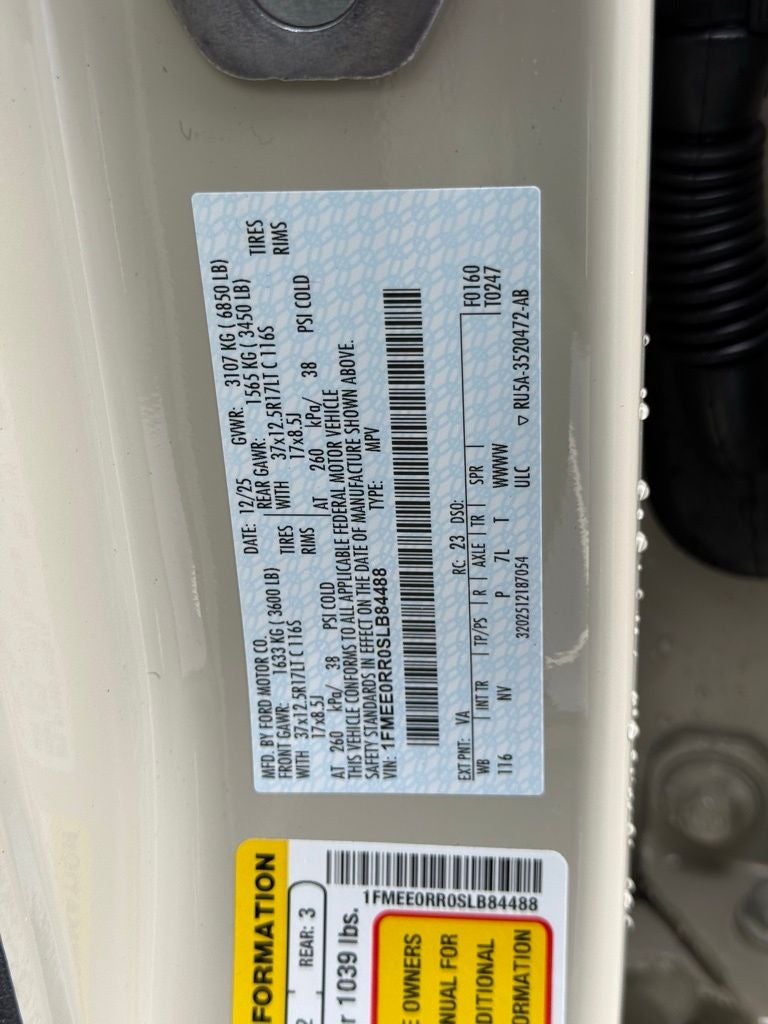 MFD. BY FORD MOTOR CO.
DATE: 12/25 GVWR: 3107 KG ( 6850 LB)
FRONT GAWR: 1633 KG ( 3600 LB) REAR GAWR: 1565 KG ( 3450 LB)
WITH 37x12.5R17LT C 116S TIRES WITH 37x12.5R17LT C 116S TIRES
17x8.5J RIMS 17x8.5J RIMS
AT 260 kPa/ 38 PSI COLD AT 260 kPa/ 38 PSI COLD
THIS VEHICLE CONFORMS TO ALL APPLICABLE FEDERAL MOTOR VEHICLE
SAFETY STANDARDS IN EFFECT ON THE DATE OF MANUFACTURE SHOWN ABOVE.
VIN: 1FMEE0RR0SLB84488 TYPE: MPV
EXT PNT: VA RC: 23 DSO: F0160
WB INT TR TP/PS R AXLE TR SPR T0247
116 NV P 7L T WWWW
32025121B7054 ULC ▽ RU5A-3520472-AB
FORMATION
REAR: 3
r 1039 lbs.
1FMEE0RR0SLB84488
E OWNERS
NUAL FOR
DITIONAL
ORMATION